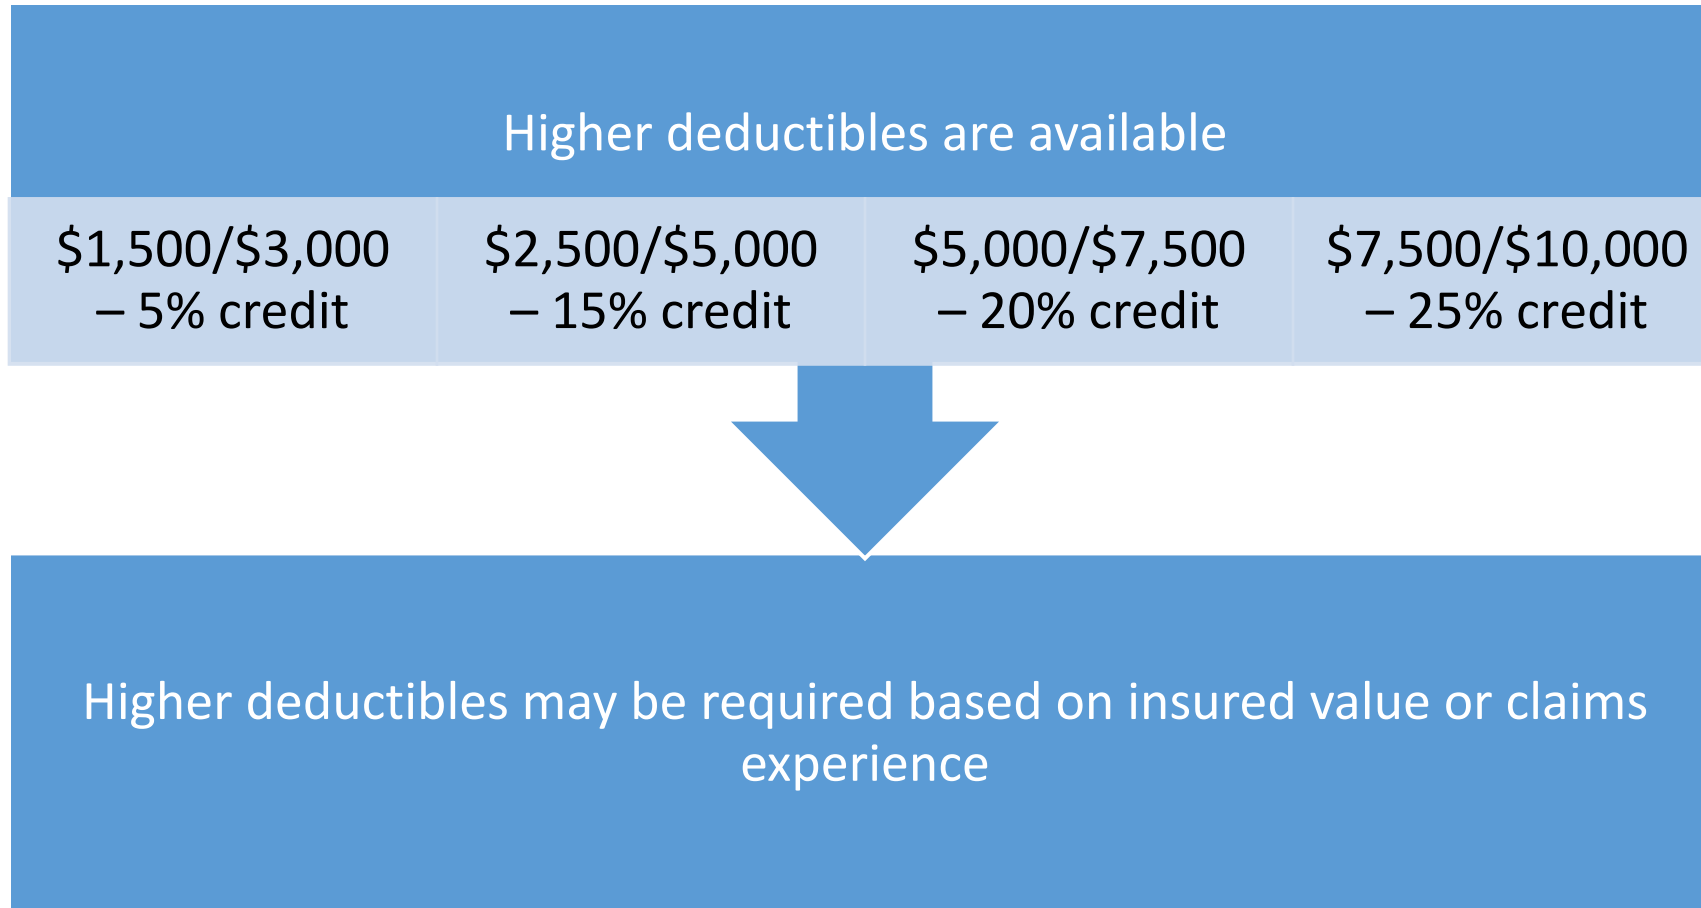 Higher deductibles are available
$1,500/$3,000
– 5% credit
$2,500/$5,000
– 15% credit
$5,000/$7,500
– 20% credit
$7,500/$10,000
– 25% credit
Higher deductibles may be required based on insured value or claims
experience